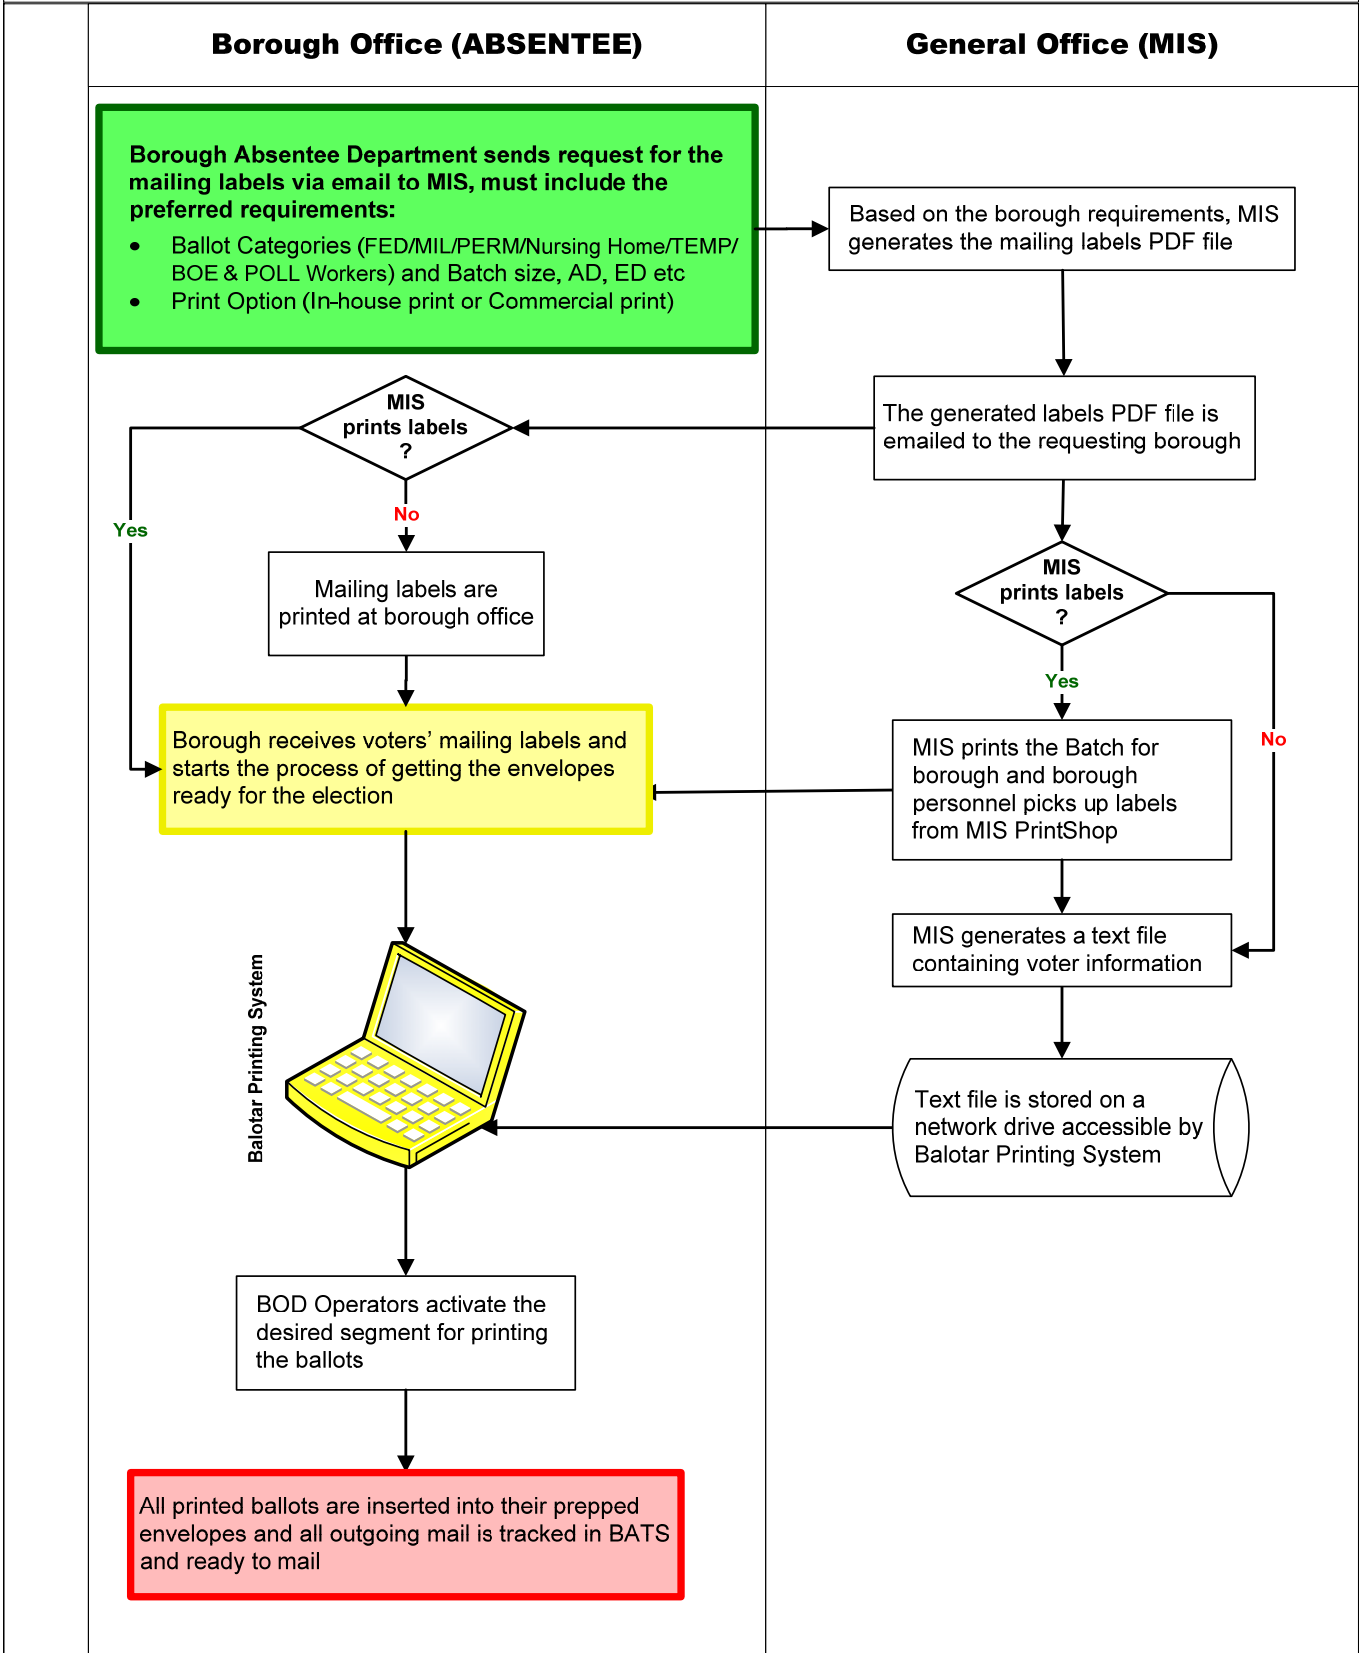 Borough Office (ABSENTEE)
General Office (MIS)
Borough Absentee Department sends request for the
mailing labels via email to MIS, must include the
preferred requirements:
• Ballot Categories (FED/MIL/PERM/Nursing Home/TEMP/
BOE & POLL Workers) and Batch size, AD, ED etc
• Print Option (In-house print or Commercial print)
Based on the borough requirements, MIS
generates the mailing labels PDF file
The generated labels PDF file is
emailed to the requesting borough
MIS
prints labels
?
Yes
No
Mailing labels are
printed at borough office
MIS
prints labels
?
Yes
No
MIS prints the Batch for
borough and borough
personnel picks up labels
from MIS PrintShop
Borough receives voters' mailing labels and
starts the process of getting the envelopes
ready for the election
MIS generates a text file
containing voter information
Text file is stored on a
network drive accessible by
Balotar Printing System
Balotar Printing System
BOD Operators activate the
desired segment for printing
the ballots
All printed ballots are inserted into their prepped
envelopes and all outgoing mail is tracked in BATS
and ready to mail